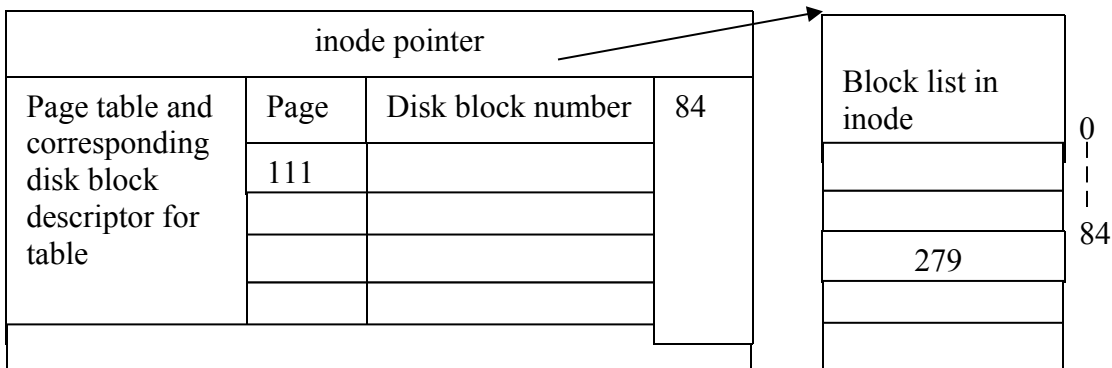 inode pointer
Page table and
corresponding
disk block
descriptor for
table
Page
Disk block number
84
111
Block list in
inode
0
84
279